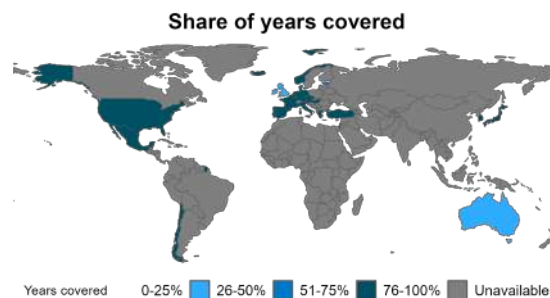 Share of years covered
Years covered 0-25% 26-50% 51-75% 76-100% Unavailable